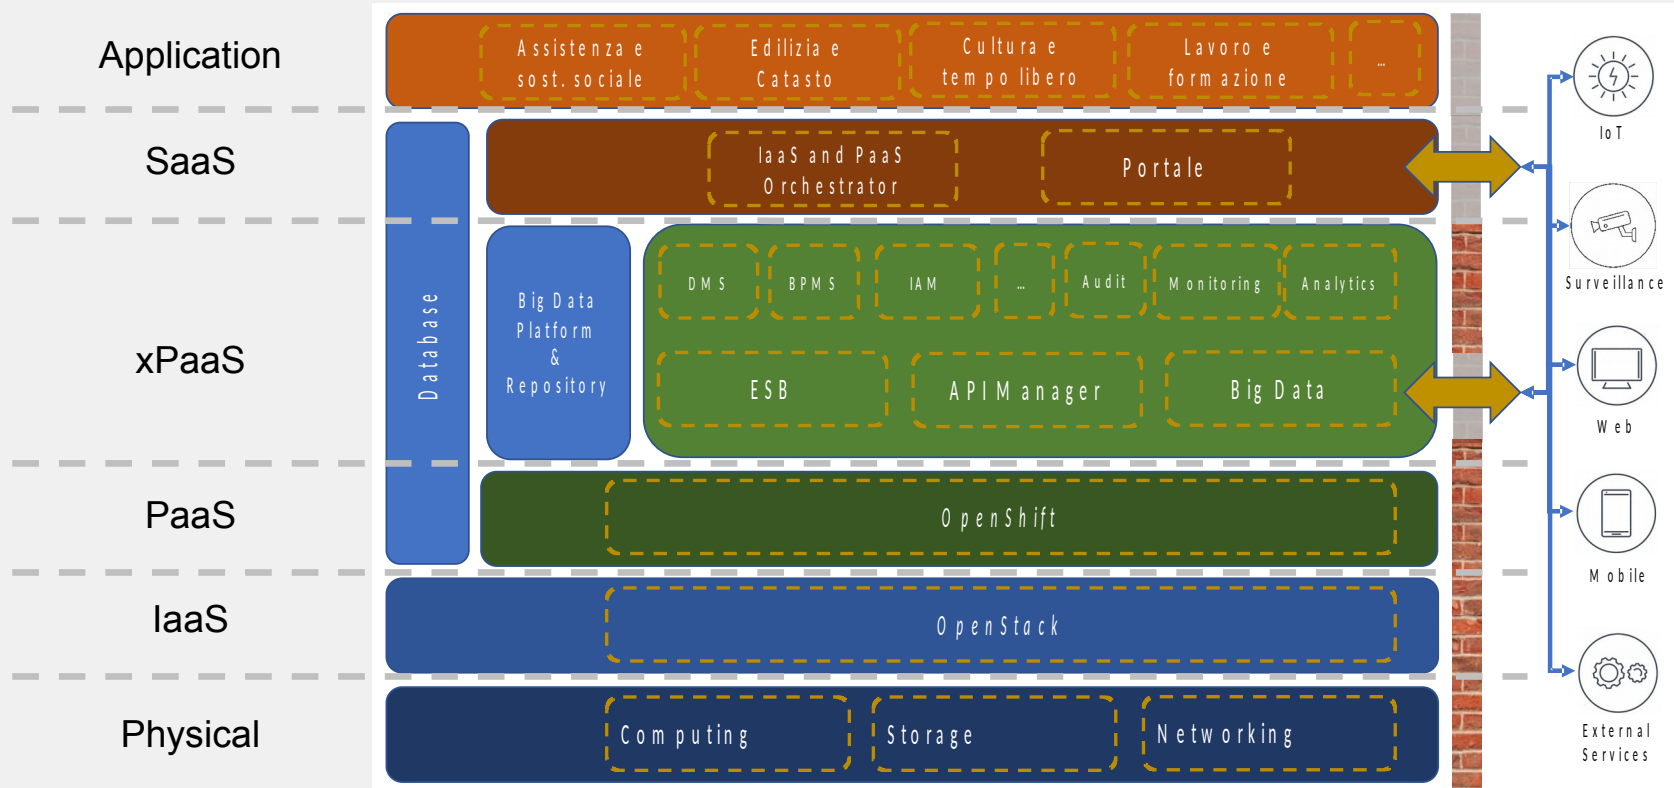 Application
Assistenza e
sost. sociale
Edilizia e
Catasto
Cultura e
tempo libero
Lavoro e
formazione
...
SaaS
IaaS and PaaS
Orchestrator
Portale
xPaaS
Database
Big Data
Platform
&
Repository
DMS
BPMS
IAM
...
Audit
Monitoring
Analytics
ESB
API Manager
Big Data
PaaS
OpenShift
IaaS
OpenStack
Physical
Computing
Storage
Networking
IoT
Surveillance
Web
Mobile
External
Services